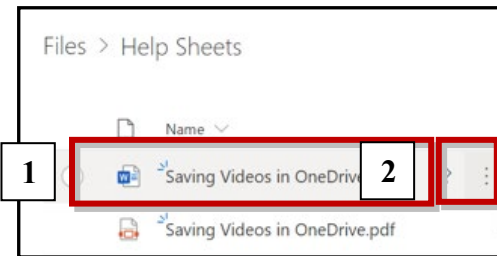 Files > Help Sheets
Name
1
Saving Videos in OneDrive
2
Saving Videos in OneDrive.pdf